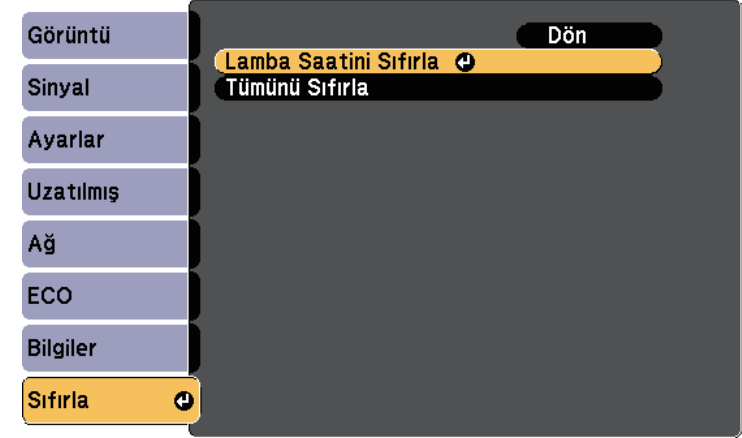 Görüntü
Sinyal
Ayarlar
Uzatılmış
Ağ
ECO
Bilgiler
Sıfırla
Dön
Lamba Saatini Sıfırla
Tümünü Sıfırla